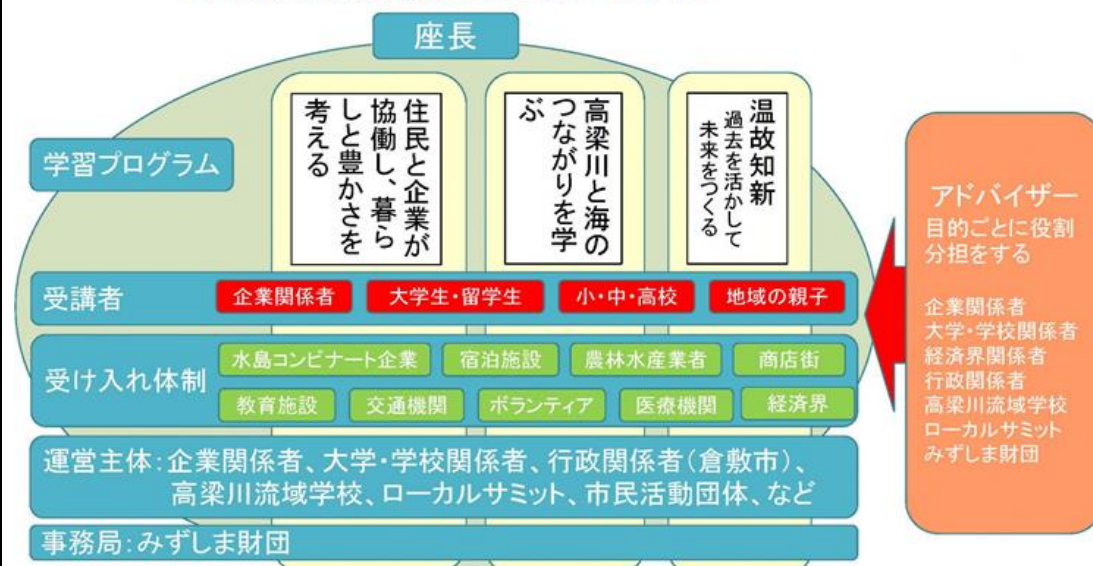 座長
学習プログラム
住民と企業が
協働し、暮ら
しと豊かさを
考える
高梁川と海の
つながりを学
ぶ
温故知新
過去を活かして
未来をつくる
受講者
企業関係者
大学生・留学生
小・中・高校
地域の親子
受け入れ体制
水島コンビナート企業
宿泊施設
農林水産業者
商店街
教育施設
交通機関
ボランティア
医療機関
経済界
運営主体:企業関係者、大学・学校関係者、行政関係者(倉敷市)、
高梁川流域学校、ローカルサミット、市民活動団体、など
事務局:みずしま財団
アドバイザー
目的ごとに役割
分担をする
企業関係者
大学・学校関係者
経済界関係者
行政関係者
高梁川流域学校
ローカルサミット
みずしま財団